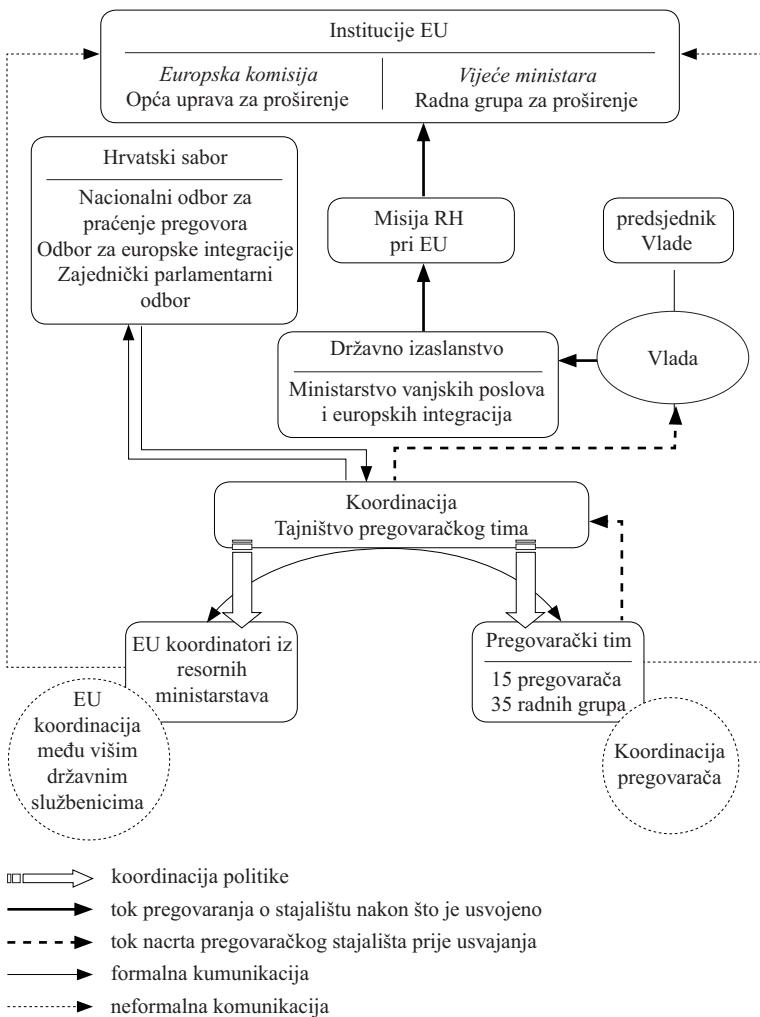 Institucije EU
Europska komisija
Opća uprava za proširenje
Vijeće ministara
Radna grupa za proširenje
Hrvatski sabor
Nacionalni odbor za
praćenje pregovora
Odbor za europske integracije
Zajednički parlamentarni
odbor
Misija RH
pri EU
predsjednik
Vlade
Državno izaslanstvo
Ministarstvo vanjskih poslova
i europskih integracija
Vlada
Koordinacija
Tajništvo pregovaračkog tima
EU koordinatori iz
resornih
ministarstava
Pregovarački tim
15 pregovarača
35 radnih grupa
EU
koordinacija
među višim
državnim
službenicima
Koordinacija
pregovarača
koordinacija politike
tok pregovaranja o stajalištu nakon što je usvojeno
tok nacrta pregovaračkog stajališta prije usvajanja
formalna kumunikacija
neformalna komunikacija